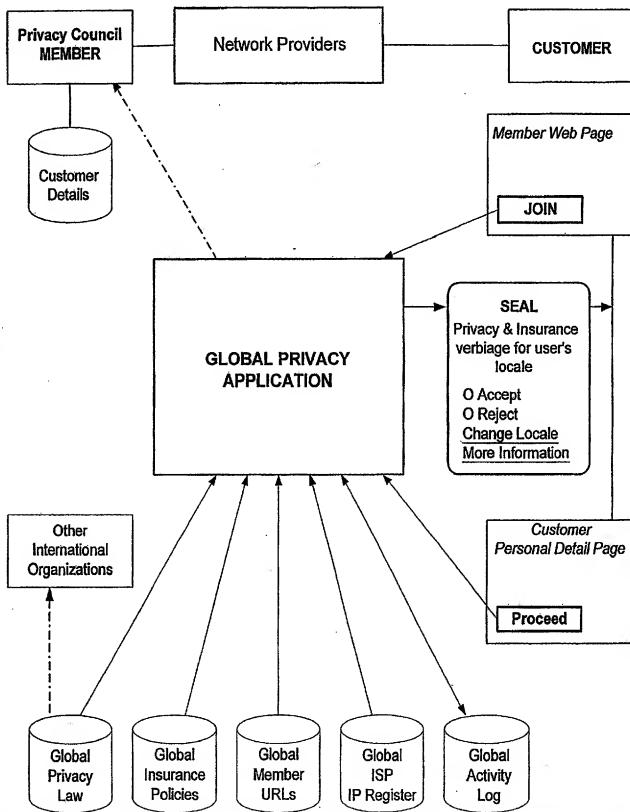 Privacy Council
MEMBER
Network Providers
CUSTOMER
Customer
Details
Member Web Page
JOIN
GLOBAL PRIVACY
APPLICATION
SEAL
Privacy & Insurance
verbiage for user's
locale
O Accept
O Reject
Change Locale
More Information
Other
International
Organizations
Customer
Personal Detail Page
Proceed
Global
Privacy
Law
Global
Insurance
Policies
Global
Member
URLs
Global
ISP
IP Register
Global
Activity
Log